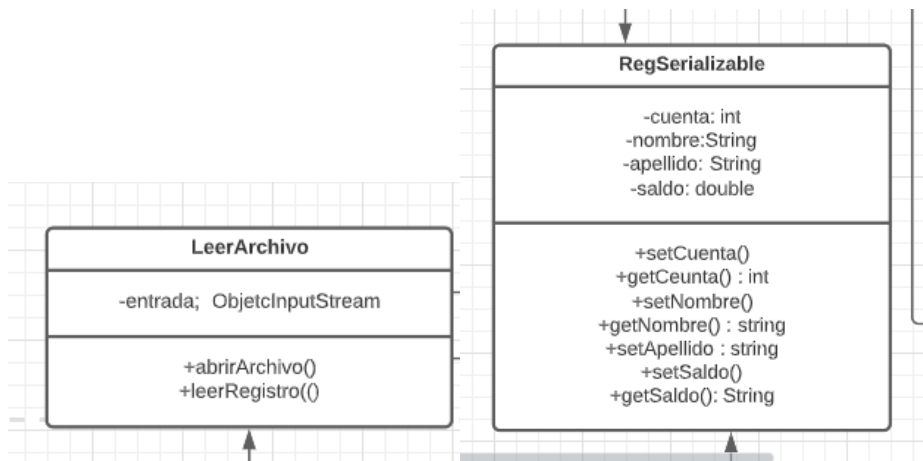 LeerArchivo
-entrada;  ObjetcInputStream
+abrirArchivo()
+leerRegistro(()
RegSerializable
-cuenta: int
-nombre:String
-apellido: String
-saldo: double
+setCuenta()
+getCeunta() : int
+setNombre()
+getNombre() : string
+setApellido : string
+setSaldo()
+getSaldo(): String